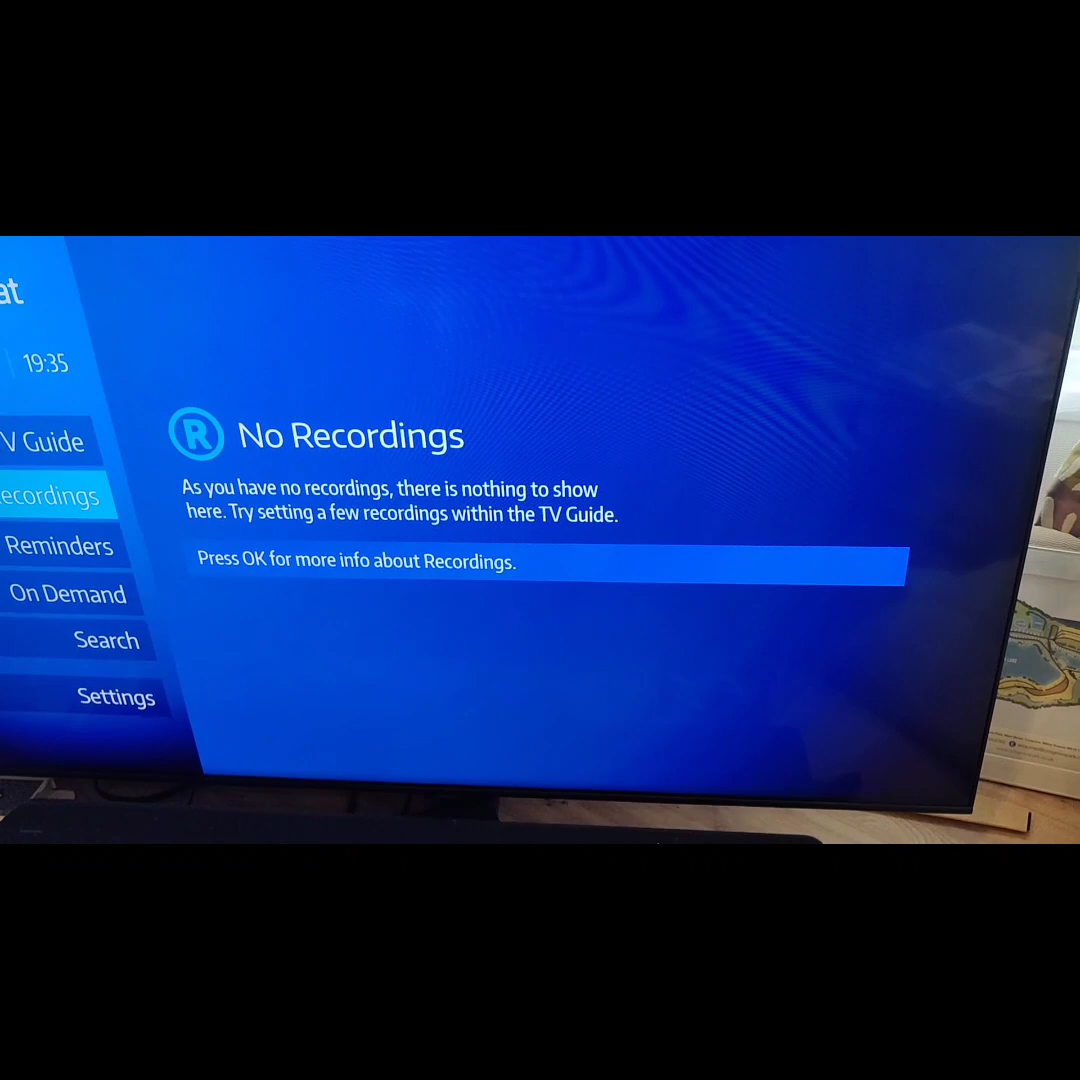 at
19:35
V Guide
ecordings
Reminders
On Demand
Search
Settings
R No Recordings
As you have no recordings, there is nothing to show
here. Try setting a few recordings within the TV Guide.
Press OK for more info about Recordings.